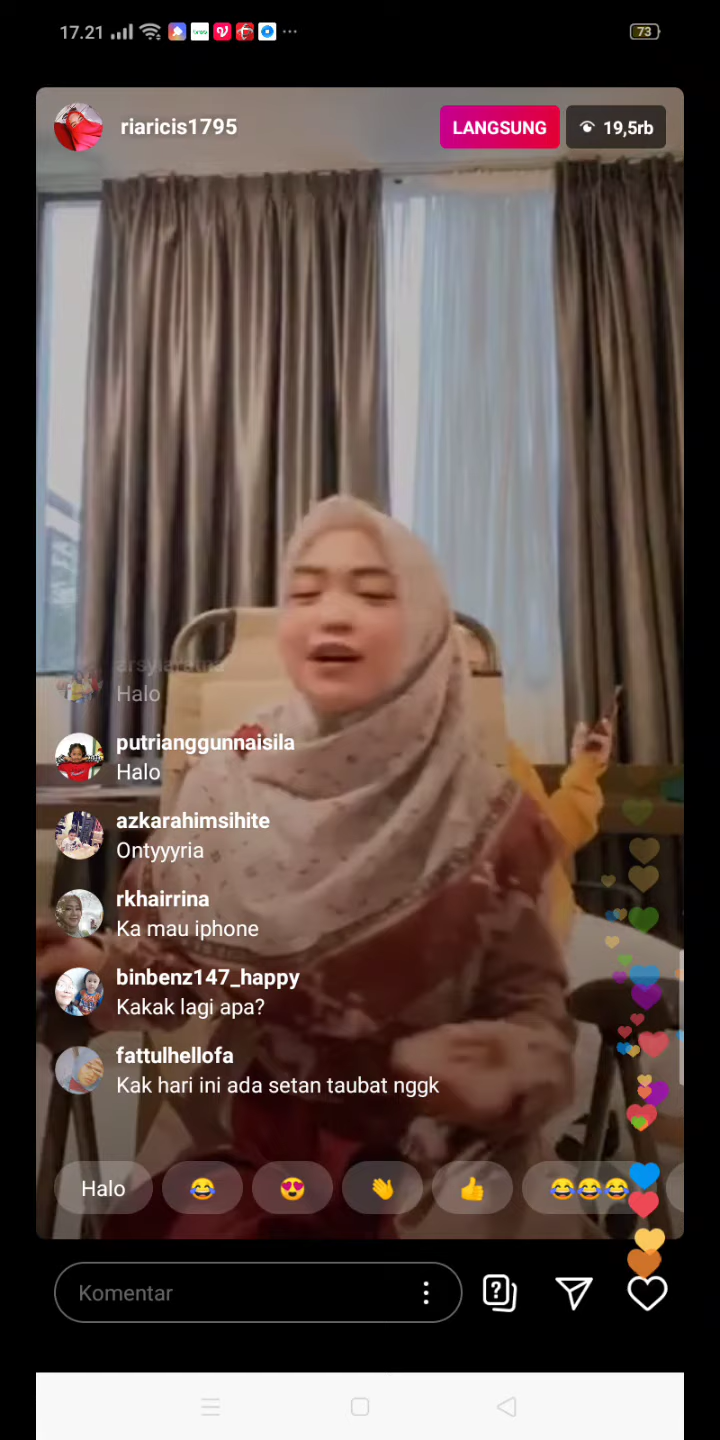 17.21
73
riaricis1795
LANGSUNG
19,5rb
Halo
putrianggunnaisila
Halo
azkarahimsihite
Ontyyyria
rkhairrina
Ka mau iphone
binbenz147_happy
Kakak lagi apa?
fattulhellofa
Kak hari ini ada setan taubat nggk
Halo
Komentar